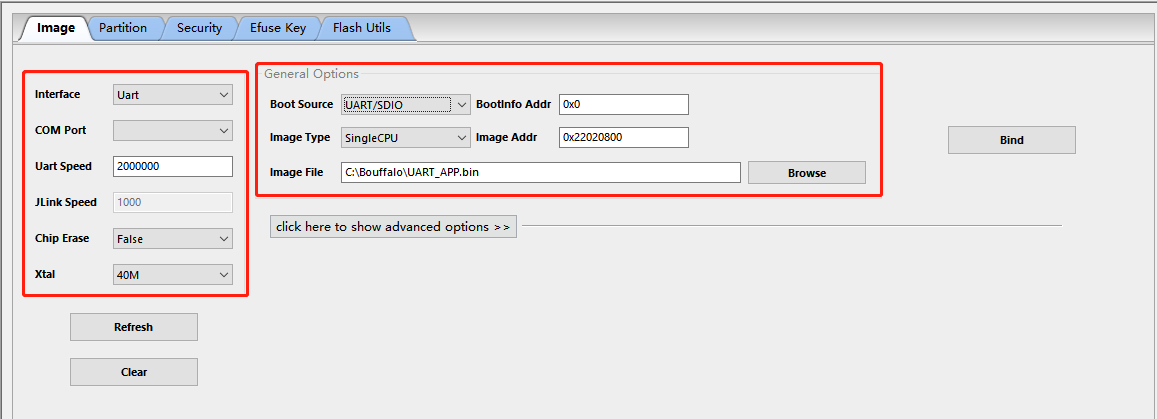 Image Partition Security Efuse Key Flash Utils
General Options
Interface Uart
Boot Source UART/SDIO BootInfo Addr 0x0
COM Port
Image Type SingleCPU Image Addr 0x22020800
Bind
Uart Speed 2000000
Image File C:\Bouffalo\UART_APP.bin Browse
JLink Speed 1000
click here to show advanced options >>
Chip Erase False
Xtal 40M
Refresh
Clear